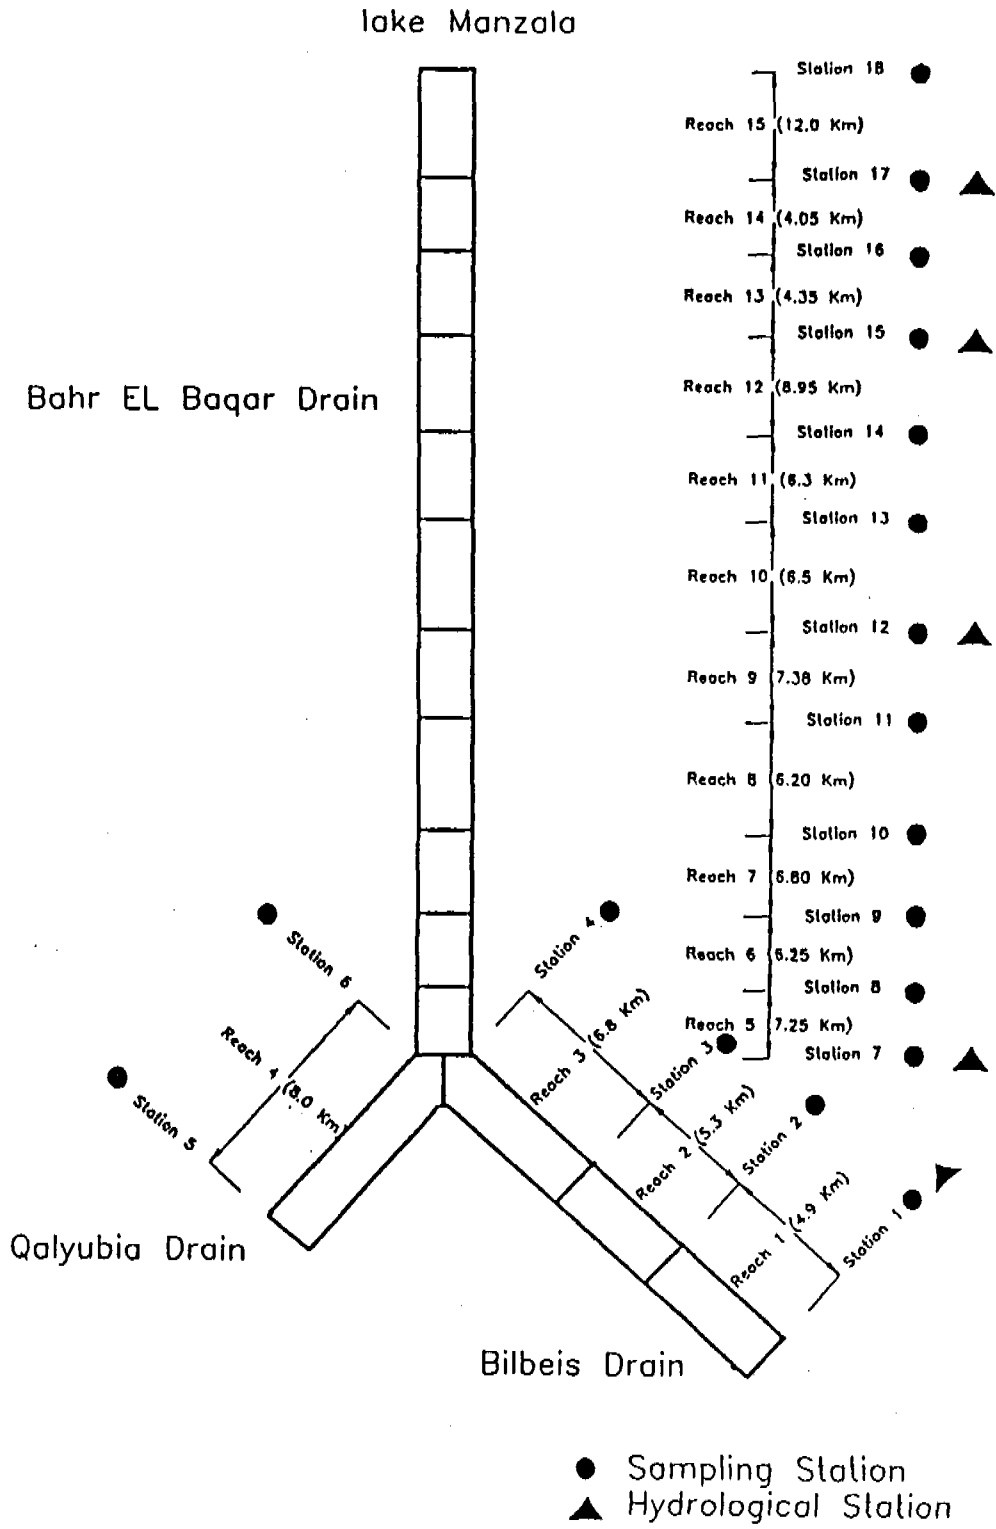 lake Manzala
Station 18
Reach 15 (12.0 Km)
Station 17
Reach 14 (4.05 Km)
Station 16
Reach 13 (4.35 Km)
Station 15
Bahr EL Baqar Drain
Reach 12 (8.95 Km)
Station 14
Reach 11 (6.3 Km)
Station 13
Reach 10 (6.5 Km)
Station 12
Reach 9 (7.38 Km)
Station 11
Reach 8 (6.20 Km)
Station 10
Reach 7 (6.80 Km)
Station 9
Reach 6 (6.25 Km)
Station 8
Reach 5 (7.25 Km)
Station 7
Station 6
Reach 4 (8.0 Km)
Station 5
Station 4
Reach 3 (6.8 Km)
Station 3
Reach 2 (5.3 Km)
Station 2
Reach 1 (4.9 Km)
Station 1
Qalyubia Drain
Bilbeis Drain
Sampling Station
Hydrological Station